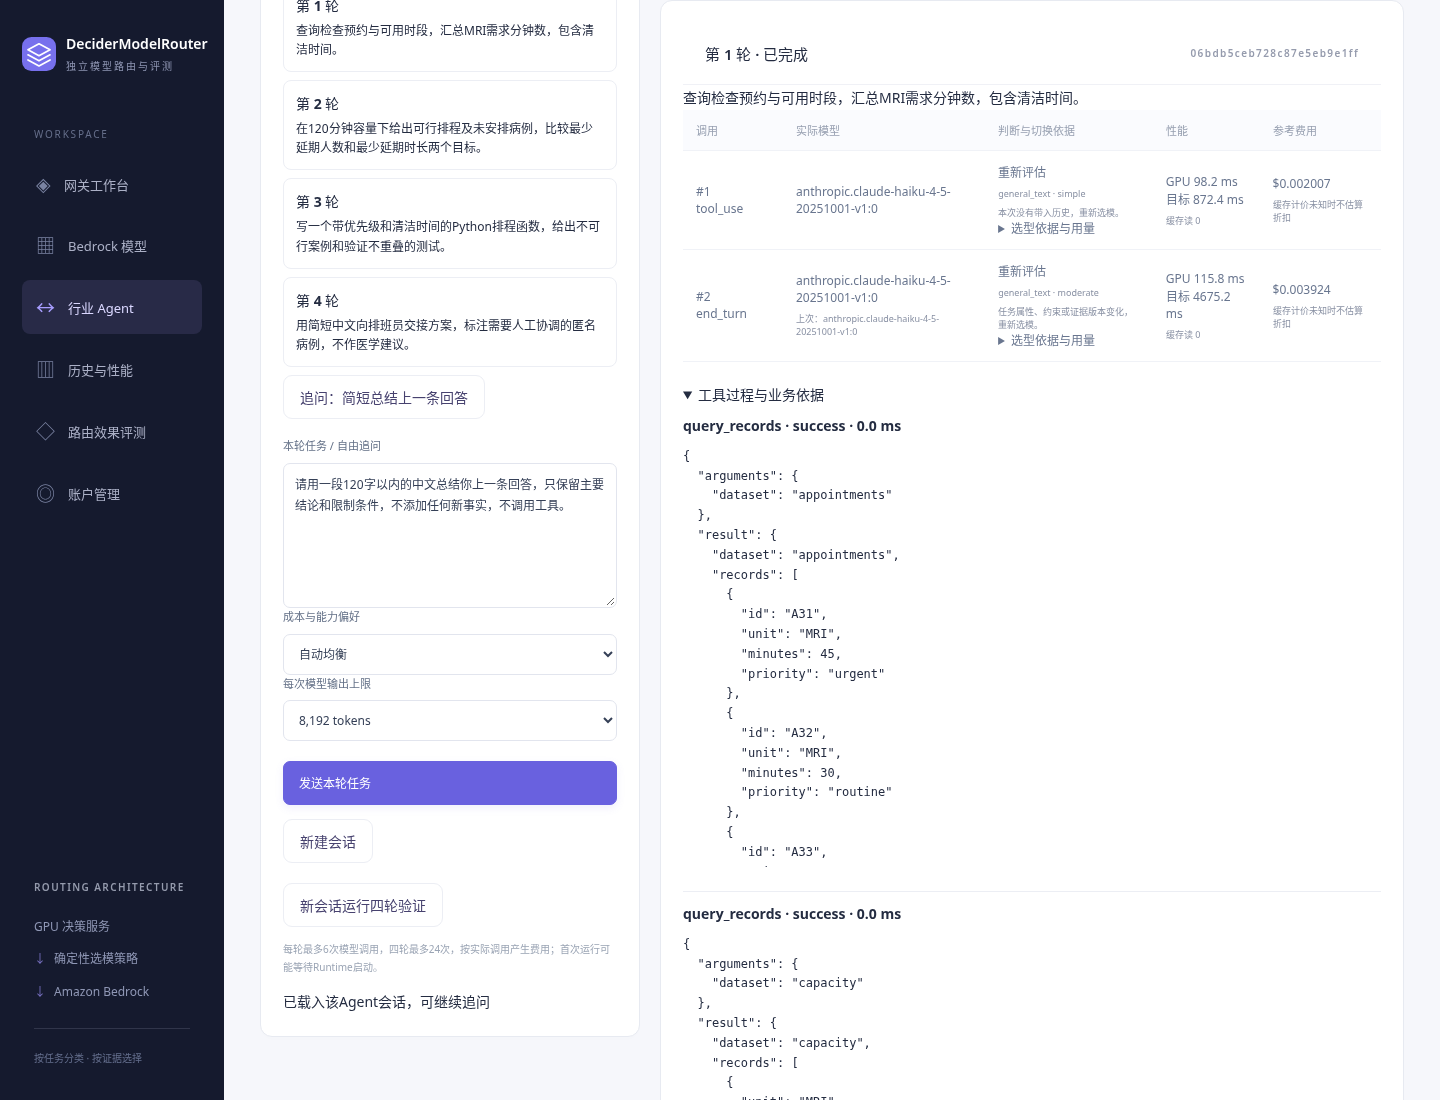 DeciderModelRouter
独立模型路由与评测
WORKSPACE
网关工作台
Bedrock 模型
行业 Agent
历史与性能
路由效果评测
账户管理
ROUTING ARCHITECTURE
GPU 决策服务
↓ 确定性选模策略
↓ Amazon Bedrock
按任务分类 · 按证据选择
第 1 轮
查询检查预约与可用时段，汇总MRI需求分钟数，包含清
洁时间。
第 2 轮
在120分钟容量下给出可行排程及未安排病例，比较最少
延期人数和最少延期时长两个目标。
第 3 轮
写一个带优先级和清洁时间的Python排程函数，给出不可
行案例和验证不重叠的测试。
第 4 轮
用简短中文向排班员交接方案，标注需要人工协调的匿名
病例，不作医学建议。
追问：简短总结上一条回答
本轮任务 / 自由追问
请用一段120字以内的中文总结你上一条回答，只保留主要
结论和限制条件，不添加任何新事实，不调用工具。
成本与能力偏好
自动均衡
每次模型输出上限
8,192 tokens
发送本轮任务
新建会话
新会话运行四轮验证
每轮最多6次模型调用，四轮最多24次，按实际调用产生费用；首次运行可
能等待Runtime启动。
已载入该Agent会话，可继续追问
第 1 轮 · 已完成
06bdb5ceb728c87e5eb9e1ff
查询检查预约与可用时段，汇总MRI需求分钟数，包含清洁时间。
调用 实际模型 判断与切换依据 性能 参考费用
#1
tool_use
anthropic.claude-haiku-4-5-
20251001-v1:0
重新评估
general_text · simple
本次没有带入历史，重新选模。
▶ 选型依据与用量
GPU 98.2 ms
目标 872.4 ms
缓存读 0
$0.002007
缓存计价未知时不估算
折扣
#2
end_turn
anthropic.claude-haiku-4-5-
20251001-v1:0
上次：anthropic.claude-haiku-4-5-
20251001-v1:0
重新评估
general_text · moderate
任务属性、约束或证据版本变化，
重新选模。
▶ 选型依据与用量
GPU 115.8 ms
目标 4675.2
ms
缓存读 0
$0.003924
缓存计价未知时不估算
折扣
▼ 工具过程与业务依据
query_records · success · 0.0 ms
{
"arguments": {
"dataset": "appointments"
},
"result": {
"dataset": "appointments",
"records": [
{
"id": "A31",
"unit": "MRI",
"minutes": 45,
"priority": "urgent"
},
{
"id": "A32",
"unit": "MRI",
"minutes": 30,
"priority": "routine"
},
{
"id": "A33",
query_records · success · 0.0 ms
{
"arguments": {
"dataset": "capacity"
},
"result": {
"dataset": "capacity",
"records": [
{
"unit": "MRI",